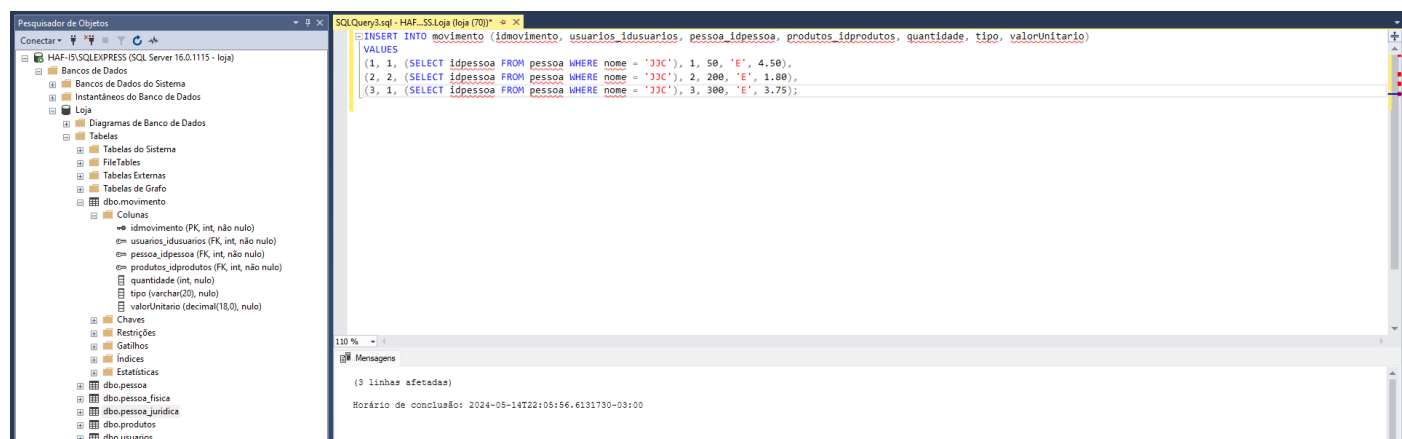 Pesquisador de Objetos
Conectar
HAF-I5\SQLEXPRESS (SQL Server 16.0.1115 - loja)
Bancos de Dados
Bancos de Dados do Sistema
Instantâneos do Banco de Dados
Loja
Diagramas de Banco de Dados
Tabelas
Tabelas do Sistema
FileTables
Tabelas Externas
Tabelas de Grafo
dbo.movimento
Colunas
idmovimento (PK, int, não nulo)
usuarios_idusuarios (FK, int, não nulo)
pessoa_idpessoa (FK, int, não nulo)
produtos_idprodutos (FK, int, não nulo)
quantidade (int, nulo)
tipo (varchar(20), nulo)
valorUnitario (decimal(18,0), nulo)
Chaves
Restrições
Gatilhos
Índices
Estatísticas
dbo.pessoa
dbo.pessoa_fisica
dbo.pessoa_juridica
dbo.produtos
dbo.usuarios
SQLQuery3.sql - HAF...SS.Loja (loja (70))*
INSERT INTO movimento (idmovimento, usuarios_idusuarios, pessoa_idpessoa, produtos_idprodutos, quantidade, tipo, valorUnitario)
VALUES
(1, 1, (SELECT idpessoa FROM pessoa WHERE nome = 'JJC'), 1, 50, 'E', 4.50),
(2, 2, (SELECT idpessoa FROM pessoa WHERE nome = 'JJC'), 2, 200, 'E', 1.80),
(3, 1, (SELECT idpessoa FROM pessoa WHERE nome = 'JJC'), 3, 300, 'E', 3.75);
110 %
Mensagens
(3 linhas afetadas)
Horário de conclusão: 2024-05-14T22:05:56.6131730-03:00